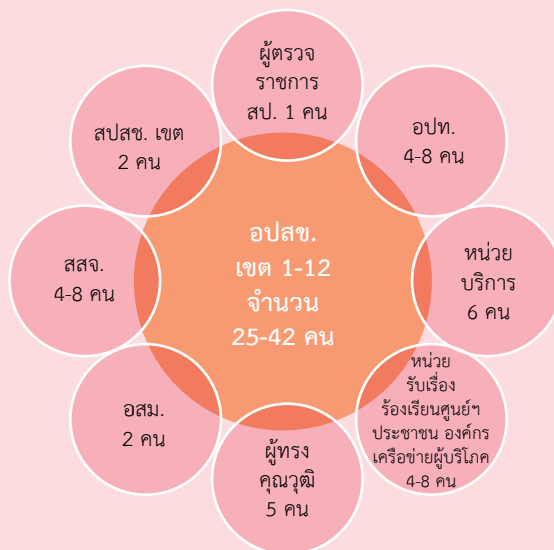 ผู้ตรวจ
ราชการ
สป. 1 คน
อปท.
4-8 คน
หน่วย
บริการ
6 คน
หน่วย
รับเรื่อง
ร้องเรียนศูนย์ฯ
ประชาชน องค์กร
เครือข่ายผู้บริโภค
4-8 คน
ผู้ทรง
คุณวุฒิ
5 คน
อสม.
2 คน
สสจ.
4-8 คน
สปสช. เขต
2 คน
อปสข.
เขต 1-12
จำนวน
25-42 คน